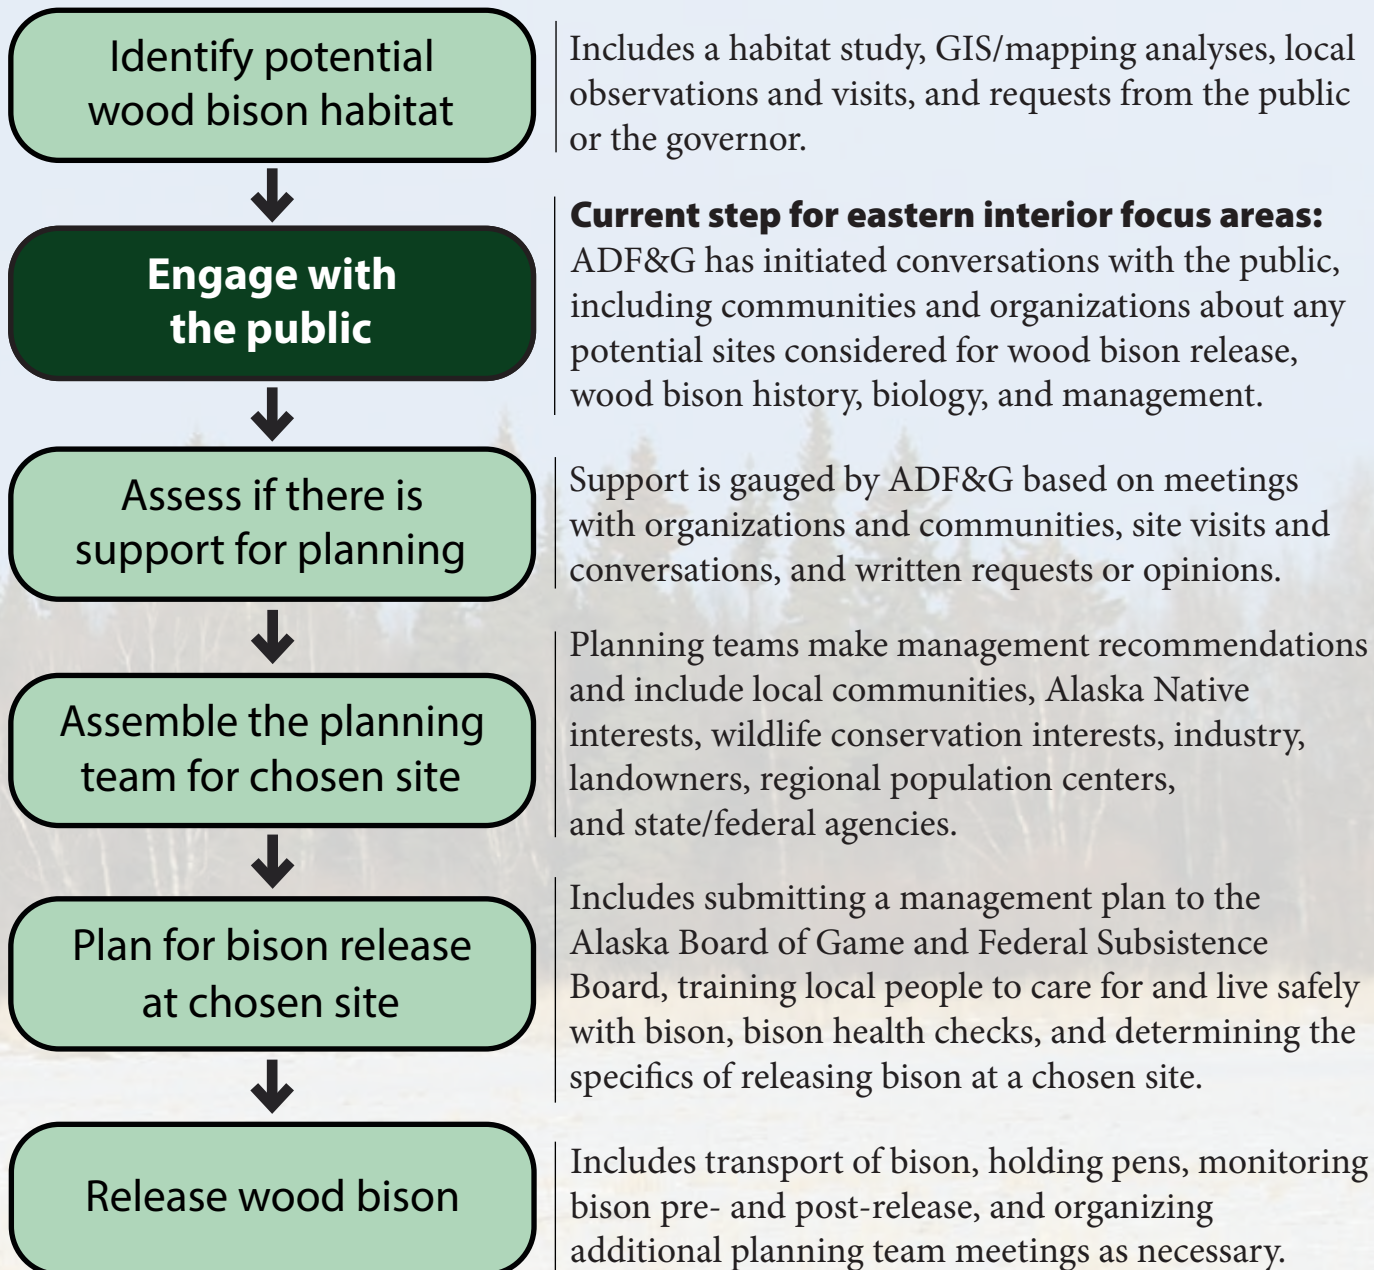 Identify potential
wood bison habitat
Includes a habitat study, GIS/mapping analyses, local
observations and visits, and requests from the public
or the governor.
Engage with
the public
Current step for eastern interior focus areas:
ADF&G has initiated conversations with the public,
including communities and organizations about any
potential sites considered for wood bison release,
wood bison history, biology, and management.
Assess if there is
support for planning
Support is gauged by ADF&G based on meetings
with organizations and communities, site visits and
conversations, and written requests or opinions.
Assemble the planning
team for chosen site
Planning teams make management recommendations
and include local communities, Alaska Native
interests, wildlife conservation interests, industry,
landowners, regional population centers,
and state/federal agencies.
Plan for bison release
at chosen site
Includes submitting a management plan to the
Alaska Board of Game and Federal Subsistence
Board, training local people to care for and live safely
with bison, bison health checks, and determining the
specifics of releasing bison at a chosen site.
Release wood bison
Includes transport of bison, holding pens, monitoring
bison pre- and post-release, and organizing
additional planning team meetings as necessary.